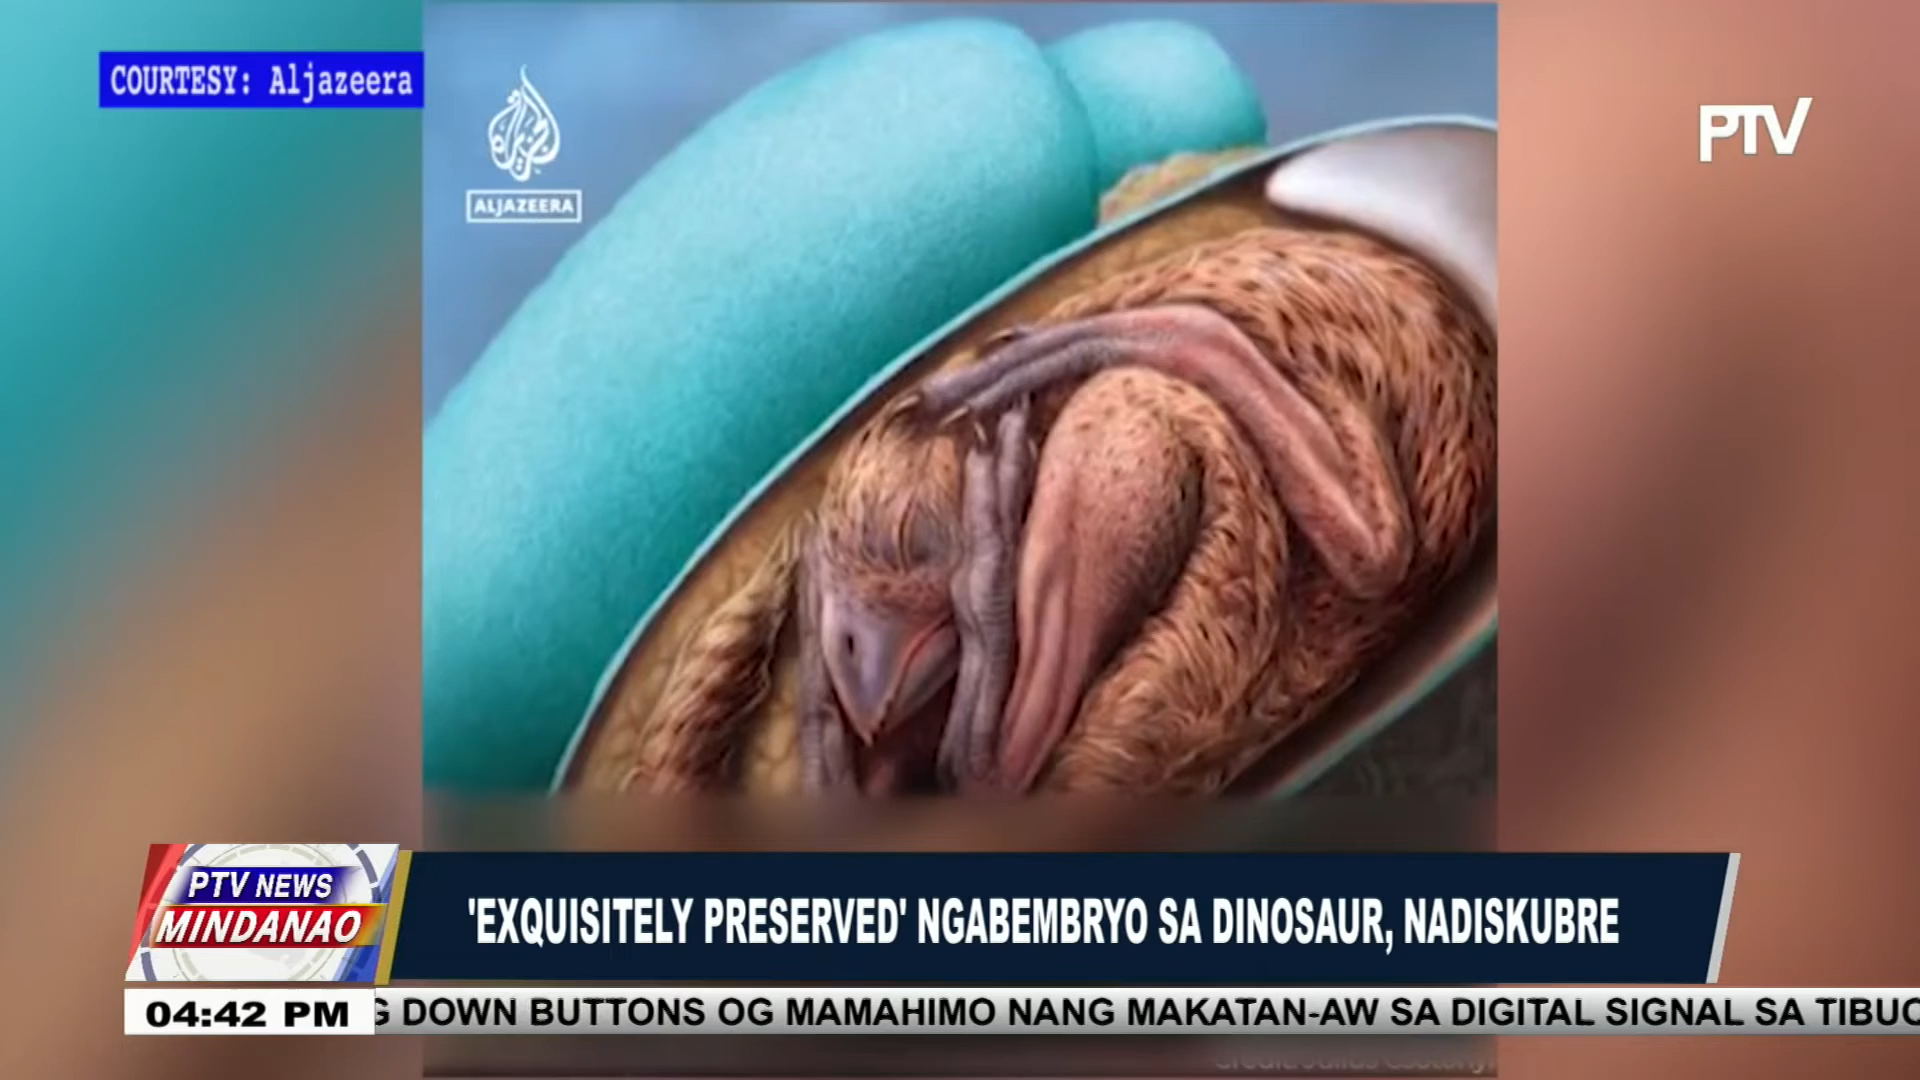 COURTESY: Aljazeera
ALJAZEERA
PTV
PTV NEWS
MINDANAO
'EXQUISITELY PRESERVED' NGABEMBRYO SA DINOSAUR, NADISKUBRE
04:42 PM
G DOWN BUTTONS OG MAMAHIMO NANG MAKATAN-AW SA DIGITAL SIGNAL SA TIBUO